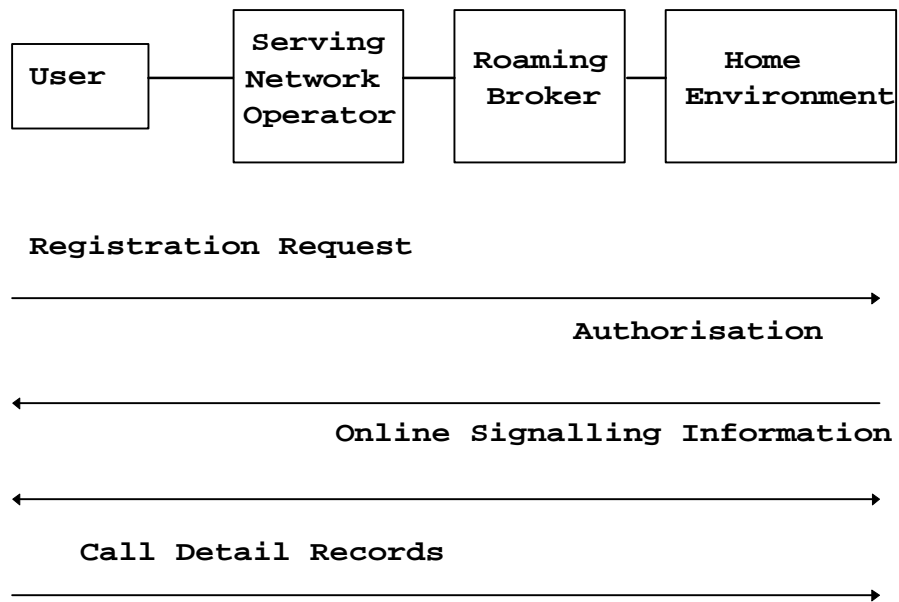 User
Serving
Network
Operator
Roaming
Broker
Home
Environment
Registration Request
Authorisation
Online Signalling Information
Call Detail Records